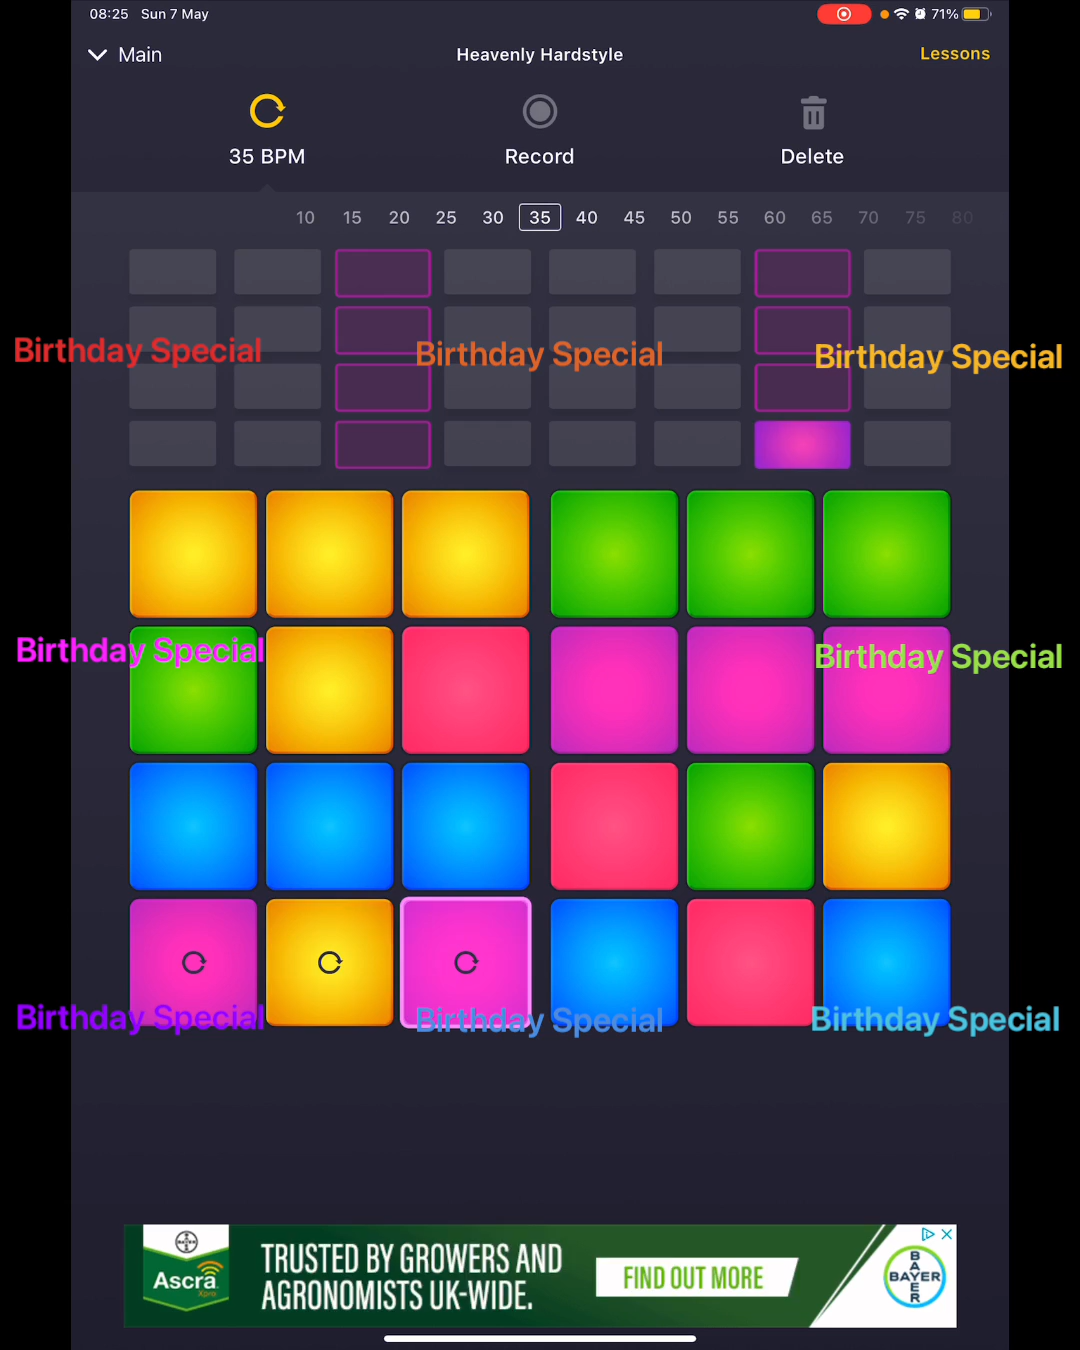 08:25 Sun 7 May 71%
Main Heavenly Hardstyle Lessons
35 BPM Record Delete
10 15 20 25 30 35 40 45 50 55 60 65 70 75 80
Birthday Special Birthday Special Birthday Special
Birthday Special Birthday Special
Birthday Special Birthday Special Birthday Special
BAYER
Ascra
Xpro
TRUSTED BY GROWERS AND
AGRONOMISTS UK-WIDE.
FIND OUT MORE
BAYER
BAYER